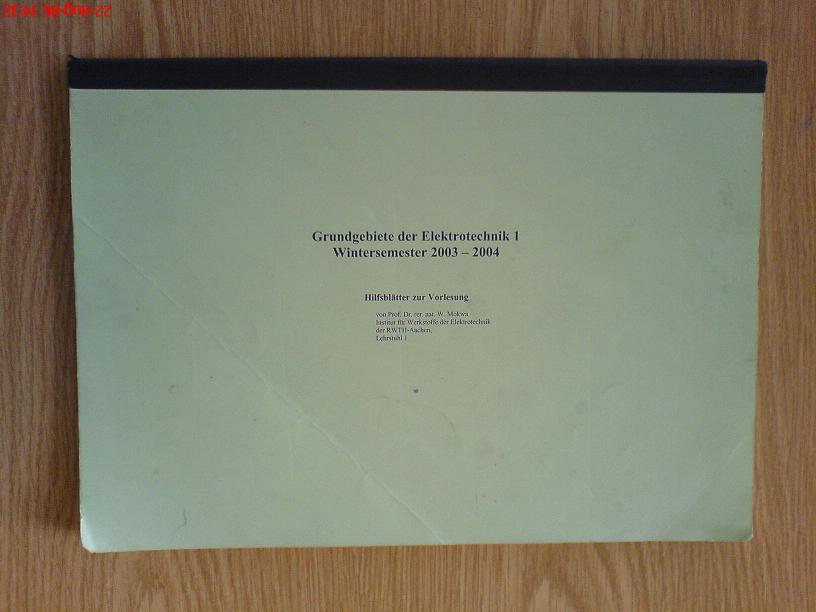 Grundgebiete der Elektrotechnik 1
Wintersemester 2003 – 2004
Hilfsblätter zur Vorlesung
von Prof. Dr. rer. nat. W. Mokwa
Institut für Werkstoffe der Elektrotechnik
der RWTH-Aachen,
Lehrstuhl 1